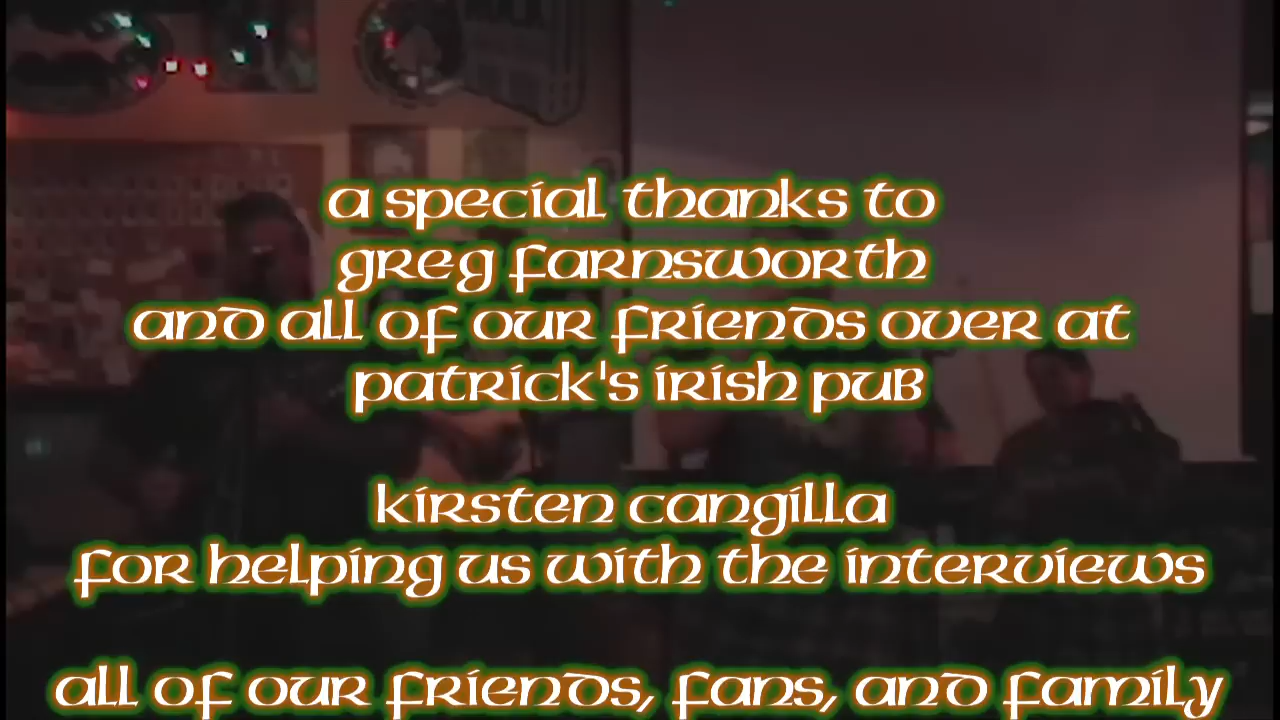 a special thanks to
greg farnsworth
and all of our friends over at
patrick's irish pub
kirsten cangilla
for helping us with the interviews
all of our friends, fans, and family